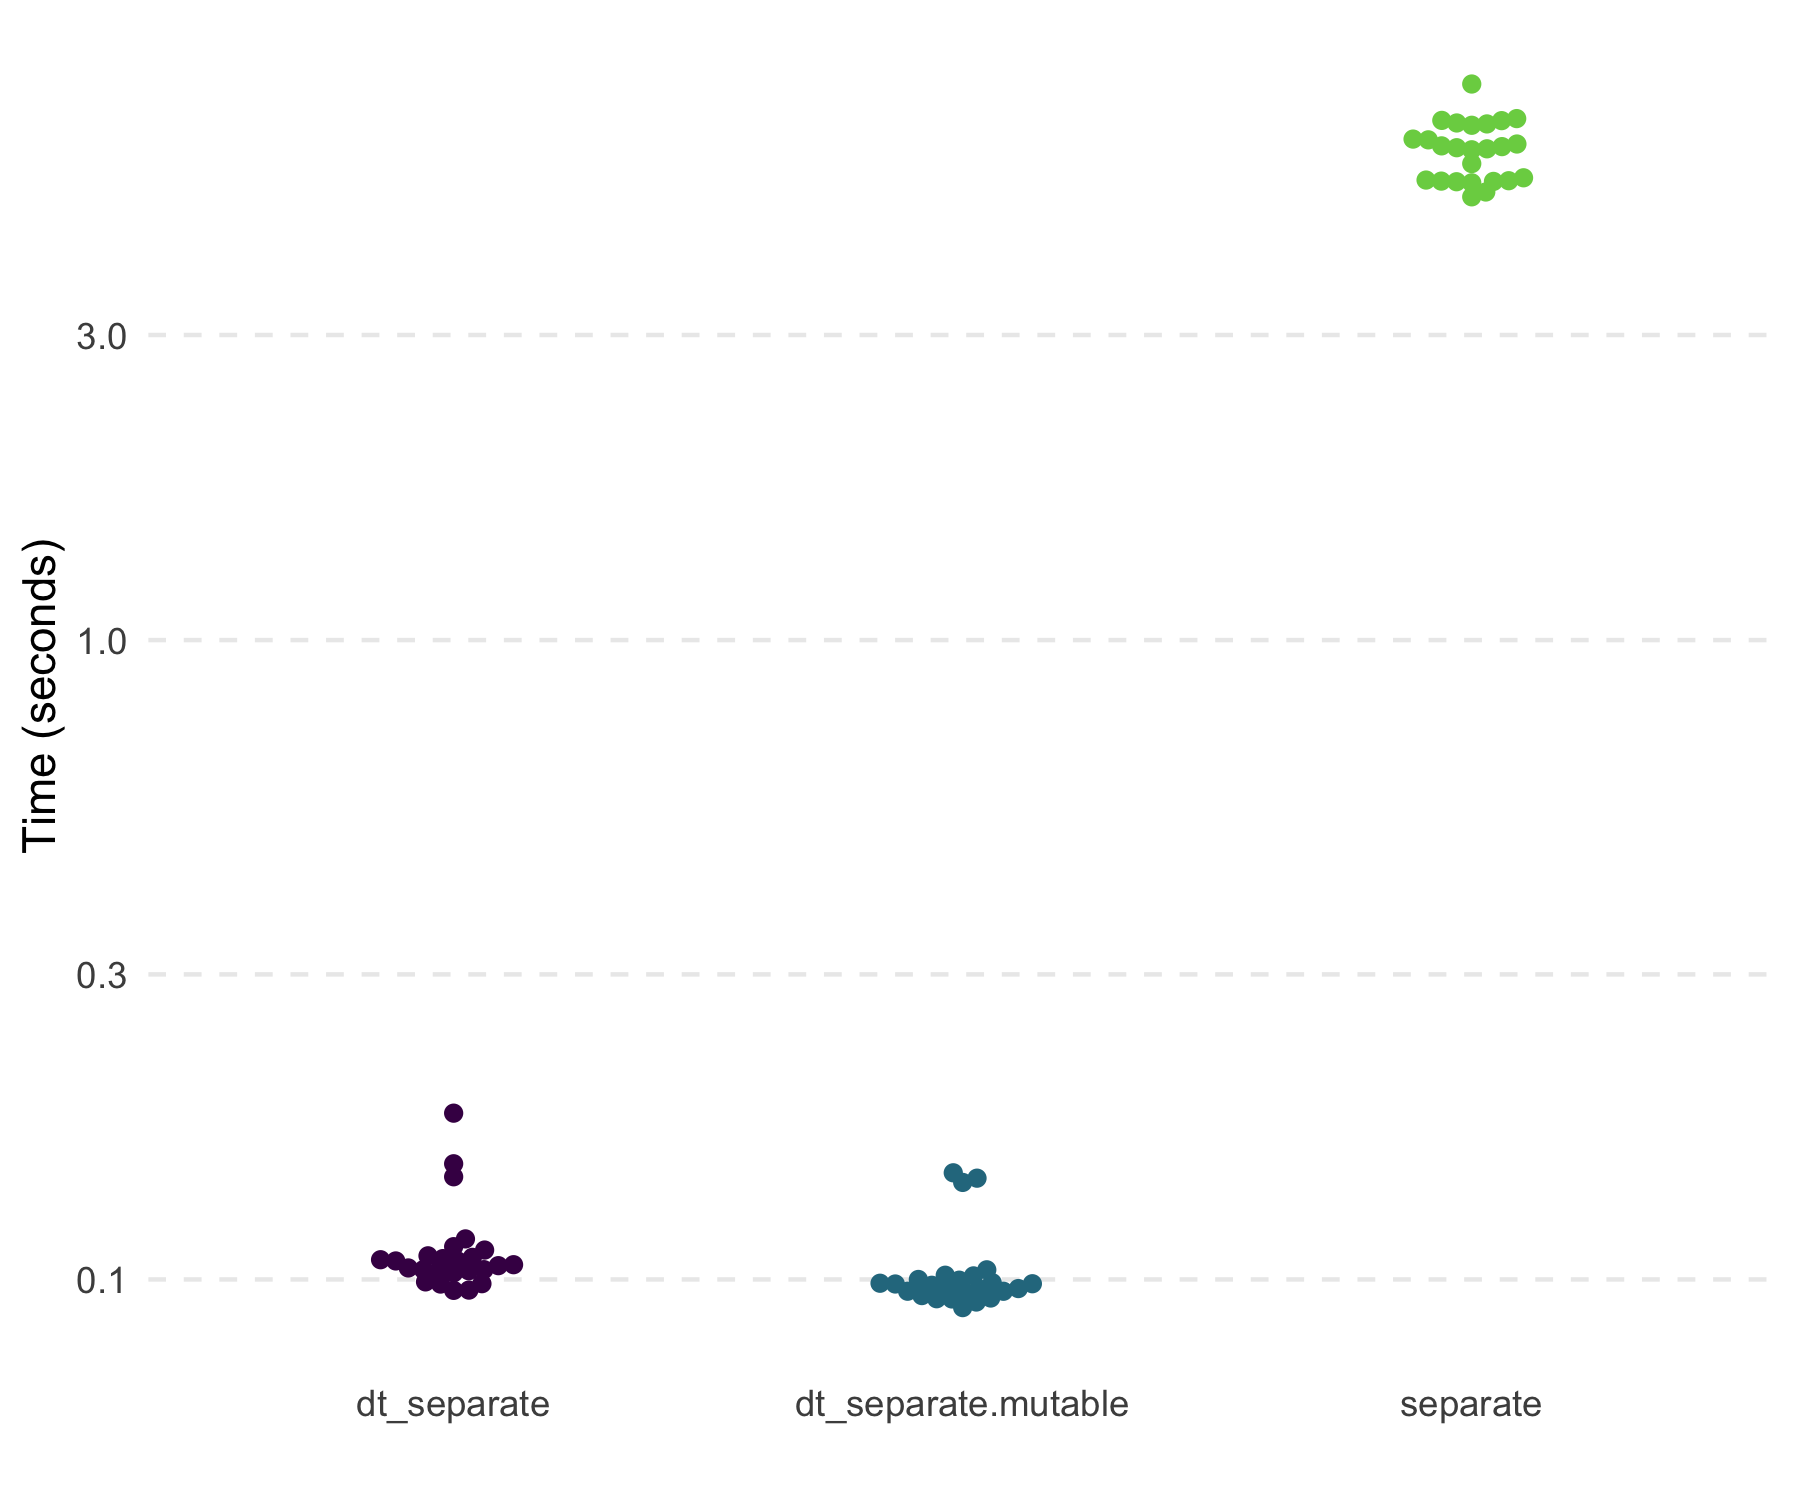 Time (seconds)
3.0
1.0
0.3
0.1
dt_separate
dt_separate.mutable
separate